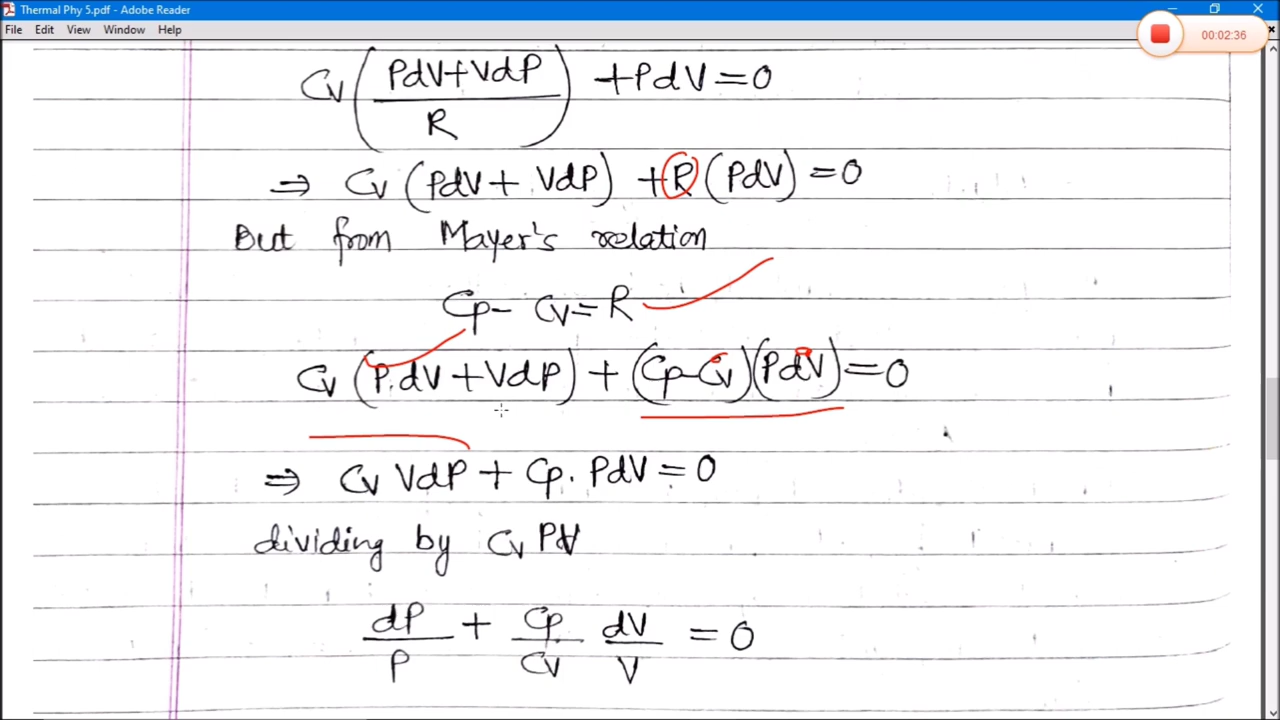 Thermal Phy 5.pdf - Adobe Reader
File Edit View Window Help
00:02:36
Cv (PdV+VdP / R) + PdV = 0
⇒ Cv (PdV + VdP) + R (PdV) = 0
But from Mayer's relation
Cp - Cv = R
Cv (P.dV + VdP) + (Cp-Cv)(PdV) = 0
⇒ Cv VdP + Cp. PdV = 0
dividing by Cv PV
dP/P + Cp/Cv dV/V = 0